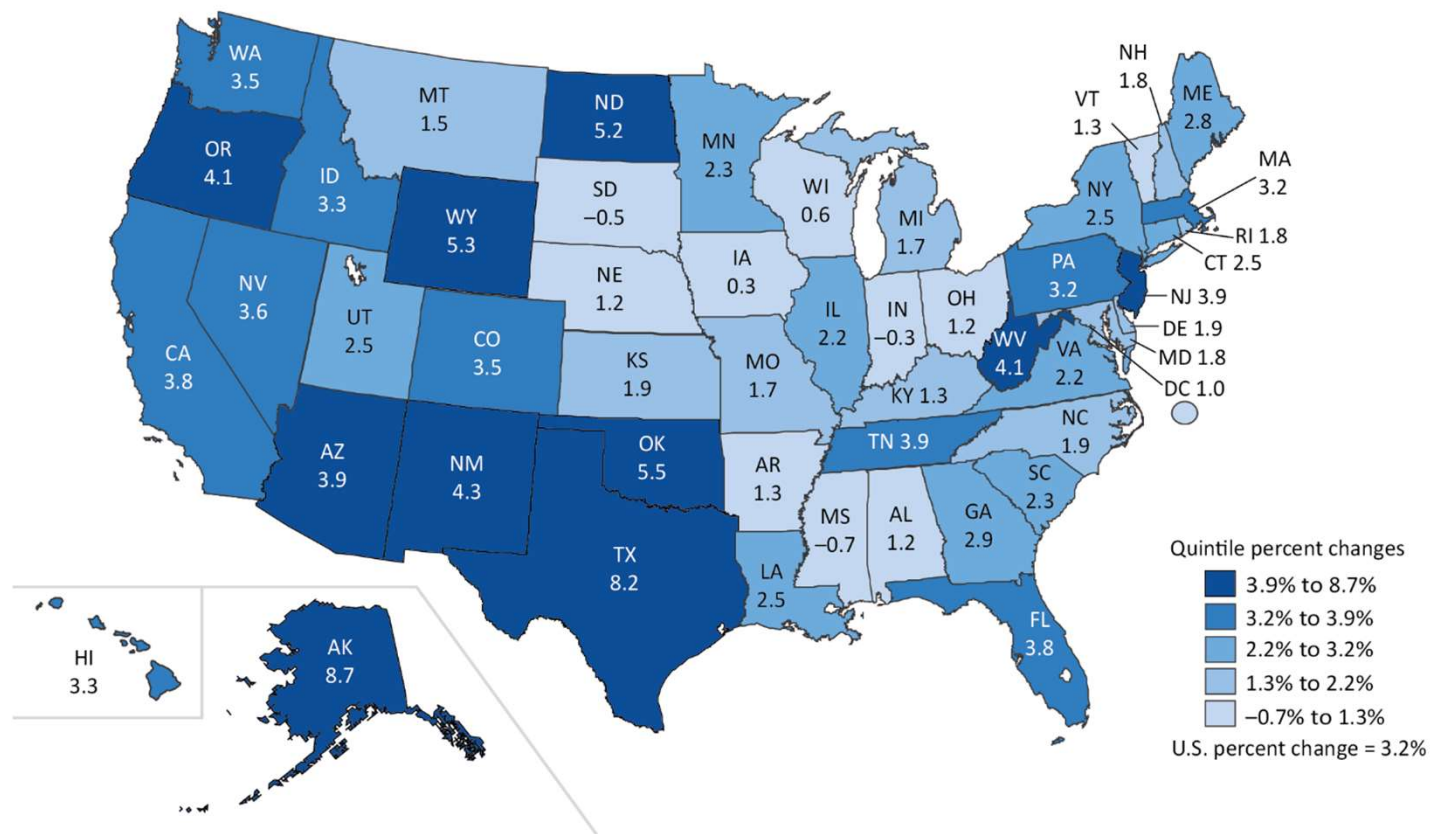 WA
3.5
MT
1.5
ND
5.2
MN
2.3
NH
1.8
VT
1.3
ME
2.8
OR
4.1
ID
3.3
WY
5.3
SD
−0.5
WI
0.6
MI
1.7
NY
2.5
MA
3.2
RI 1.8
CT 2.5
NV
3.6
UT
2.5
CO
3.5
NE
1.2
IA
0.3
IL
2.2
IN
−0.3
OH
1.2
PA
3.2
NJ 3.9
DE 1.9
MD 1.8
DC 1.0
WV
4.1
VA
2.2
CA
3.8
KS
1.9
MO
1.7
KY 1.3
NC
1.9
TN 3.9
AZ
3.9
NM
4.3
OK
5.5
AR
1.3
SC
2.3
MS
−0.7
AL
1.2
GA
2.9
TX
8.2
LA
2.5
FL
3.8
HI
3.3
AK
8.7
Quintile percent changes
3.9% to 8.7%
3.2% to 3.9%
2.2% to 3.2%
1.3% to 2.2%
−0.7% to 1.3%
U.S. percent change = 3.2%